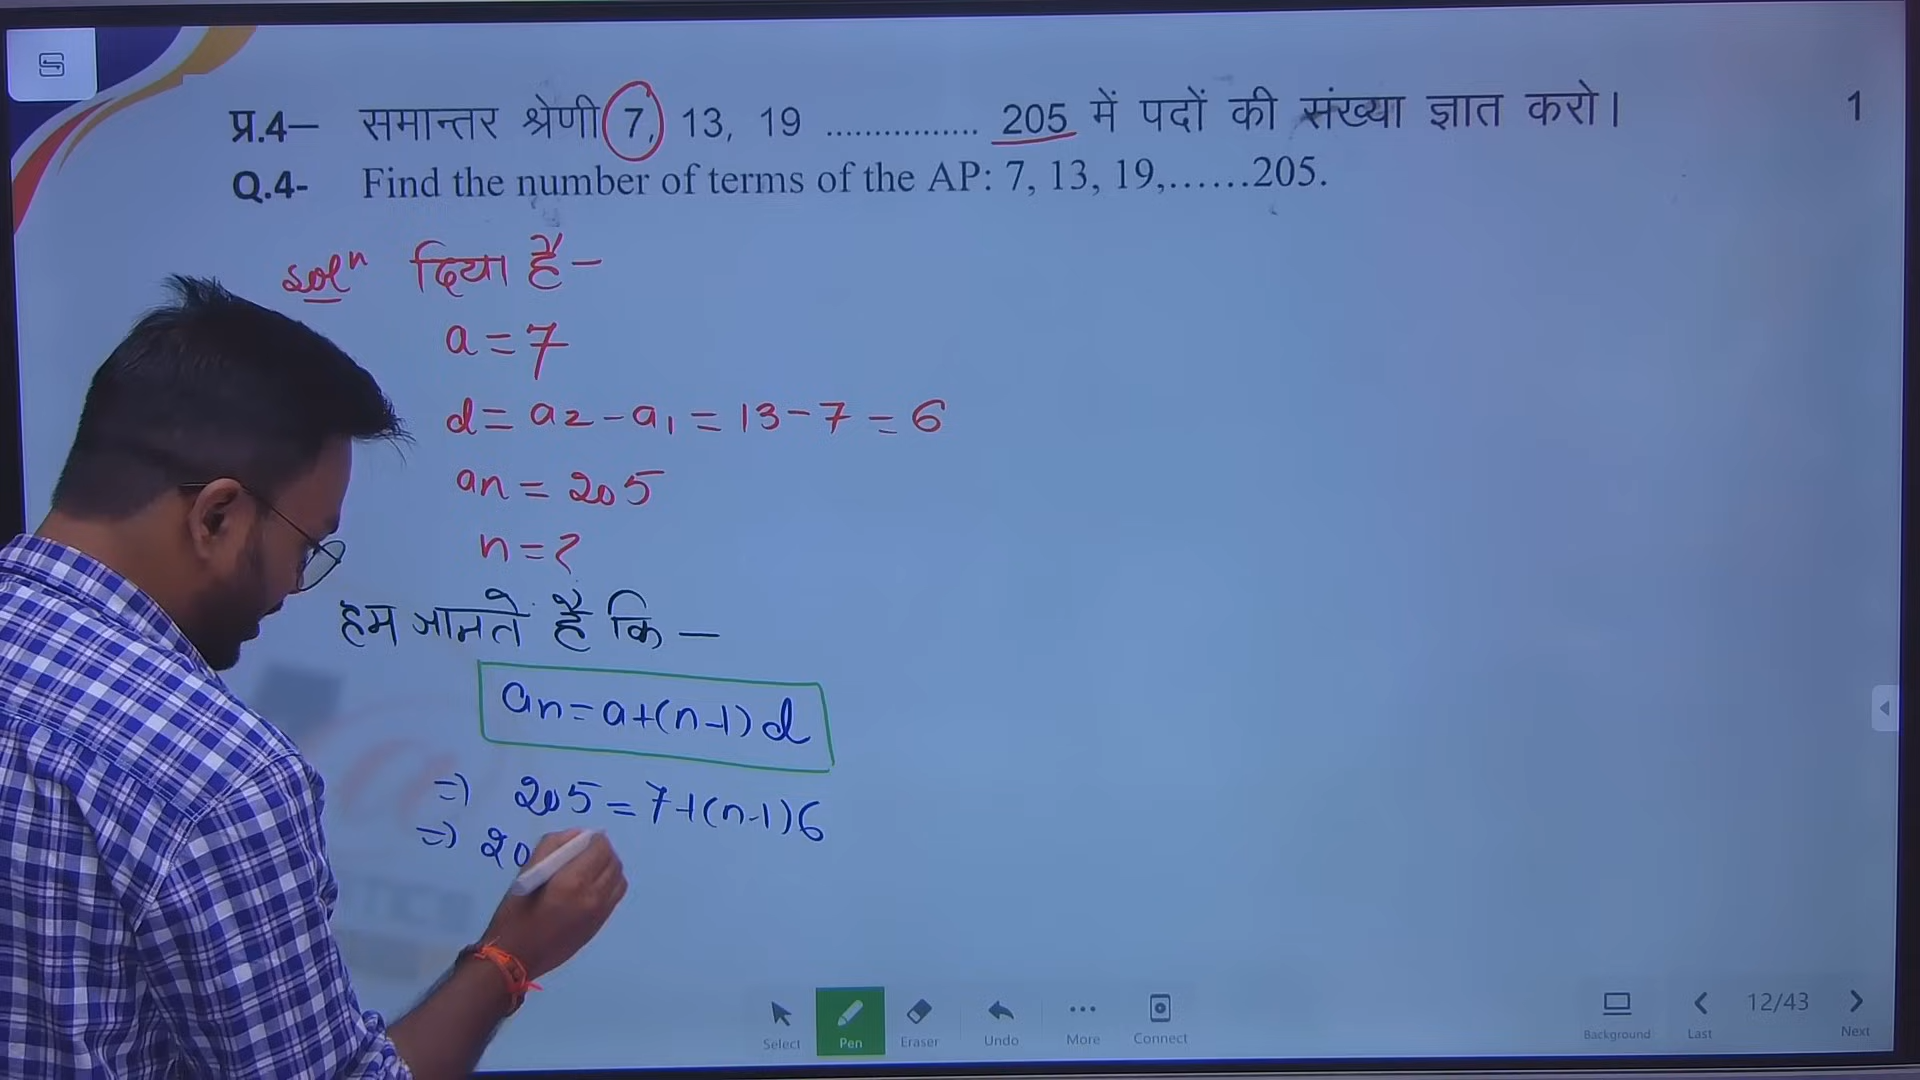 प्र.4– समान्तर श्रेणी 7, 13, 19 ................ 205 में पदों की संख्या ज्ञात करो। 1
Q.4- Find the number of terms of the AP: 7, 13, 19,......205.
Solⁿ दिया है –
a = 7
d = a2 - a1 = 13 - 7 = 6
an = 205
n = ?
हम जानते है कि –
an = a + (n-1) d
=) 205 = 7 + (n-1)6
=) 20
Select
Pen
Eraser
Undo
More
Connect
Background
Last
12/43
Next